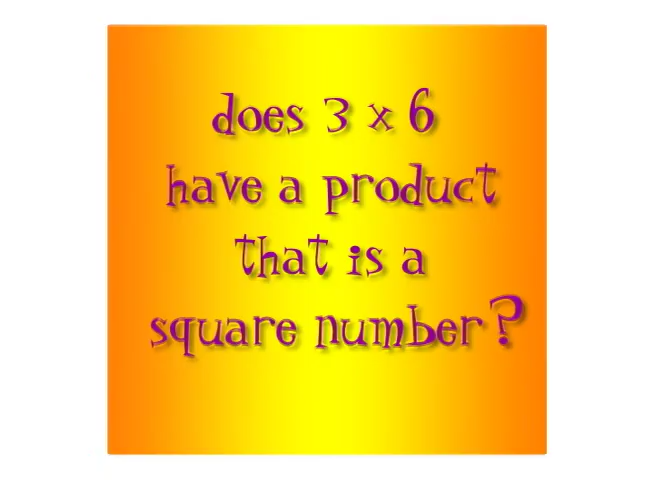 does 3 x 6
have a product
that is a
square number?